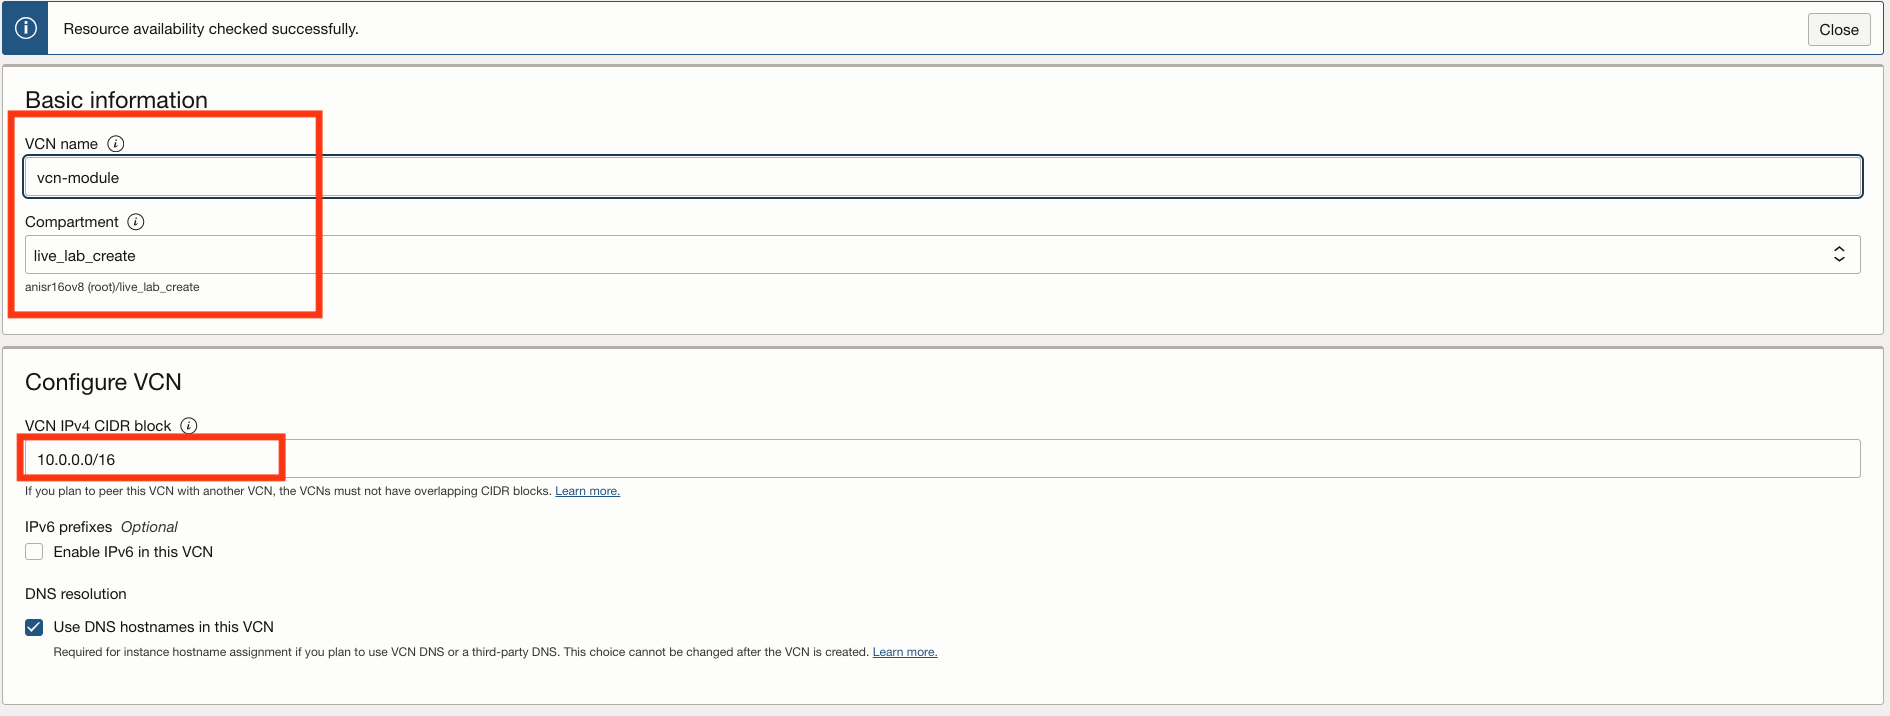 Resource availability checked successfully.
Close
Basic information
VCN name
vcn-module
Compartment
live_lab_create
anisr16ov8 (root)/live_lab_create
Configure VCN
VCN IPv4 CIDR block
10.0.0.0/16
If you plan to peer this VCN with another VCN, the VCNs must not have overlapping CIDR blocks. Learn more.
IPv6 prefixes Optional
Enable IPv6 in this VCN
DNS resolution
Use DNS hostnames in this VCN
Required for instance hostname assignment if you plan to use VCN DNS or a third-party DNS. This choice cannot be changed after the VCN is created. Learn more.